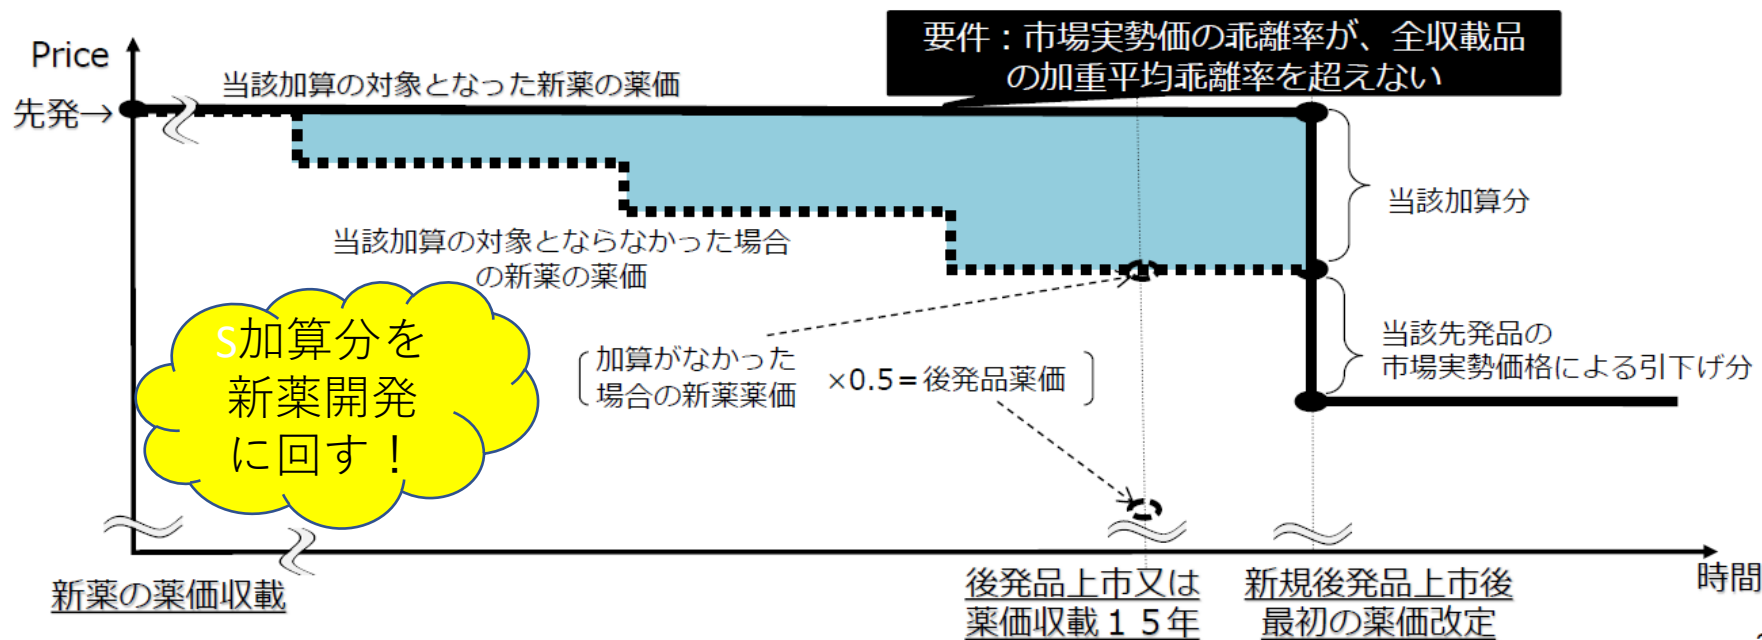 要件：市場実勢価の乖離率が、全収載品
の加重平均乖離率を超えない
Price
当該加算の対象となった新薬の薬価
先発→
当該加算分
当該加算の対象とならなかった場合
の新薬の薬価
S加算分を
新薬開発
に回す！
加算がなかった
場合の新薬薬価
×0.5＝後発品薬価
当該先発品の
市場実勢価格による引下げ分
時間
新薬の薬価収載
後発品上市又は
薬価収載１５年
新規後発品上市後
最初の薬価改定